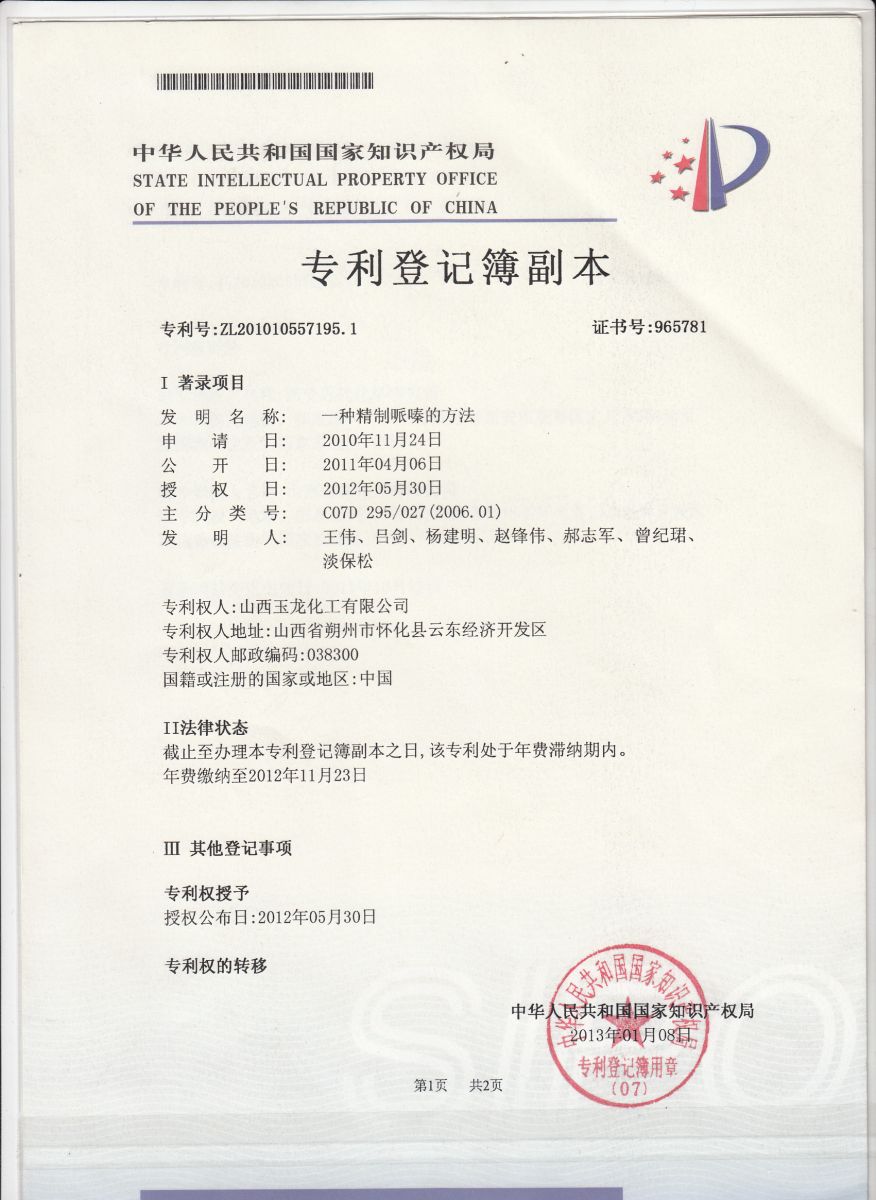 中华人民共和国国家知识产权局
STATE INTELLECTUAL PROPERTY OFFICE
OF THE PEOPLE'S REPUBLIC OF CHINA
专利登记簿副本
专利号:ZL201010557195.1 证书号:965781
I 著录项目
发明名称: 一种精制哌嗪的方法
申请日: 2010年11月24日
公开日: 2011年04月06日
授权日: 2012年05月30日
主分类号: C07D 295/027(2006.01)
发明人: 王伟、吕剑、杨建明、赵锋伟、郝志军、曾纪珺、
淡保松
专利权人:山西玉龙化工有限公司
专利权人地址:山西省朔州市怀化县云东经济开发区
专利权人邮政编码:038300
国籍或注册的国家或地区:中国
II法律状态
截止至办理本专利登记簿副本之日,该专利处于年费滞纳期内。
年费缴纳至2012年11月23日
III 其他登记事项
专利权授予
授权公布日:2012年05月30日
专利权的转移
中华人民共和国国家知识产权局
2013年01月08日
中华人民共和国国家知识产权局
专利登记簿用章
(07)
第1页 共2页
SIPO